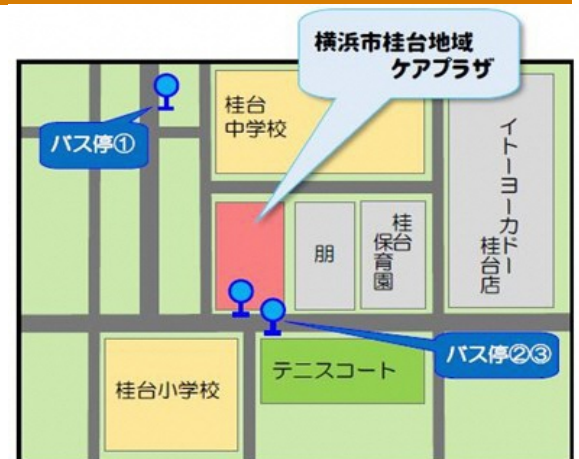 横浜市桂台地域
ケアプラザ
バス停①
桂台
中学校
イトーヨーカドー
桂台店
朋
桂台
保育園
バス停②③
テニスコート
桂台小学校